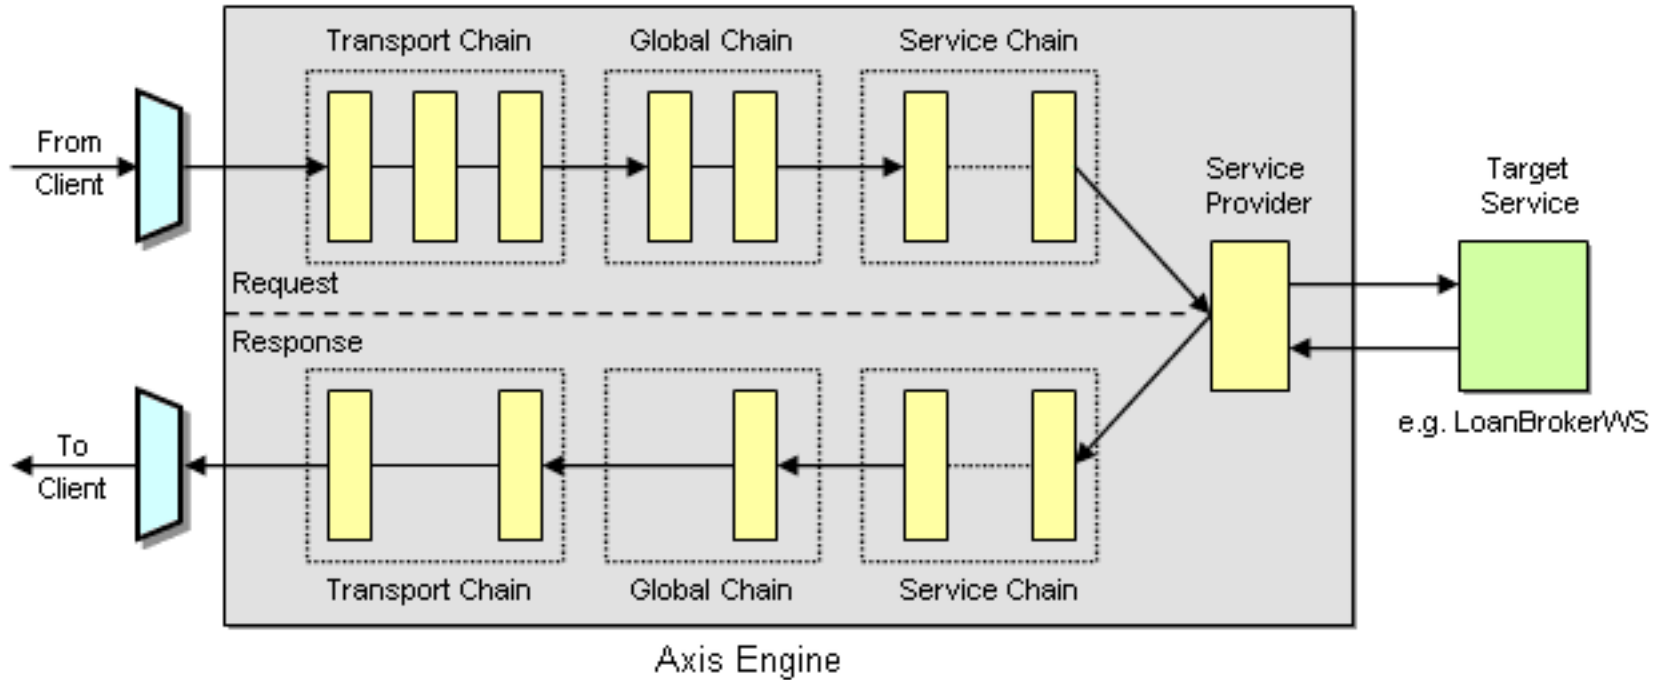 Transport Chain
Global Chain
Service Chain
From
Client
Service
Provider
Target
Service
Request
Response
e.g. LoanBrokerWS
To
Client
Transport Chain
Global Chain
Service Chain
Axis Engine